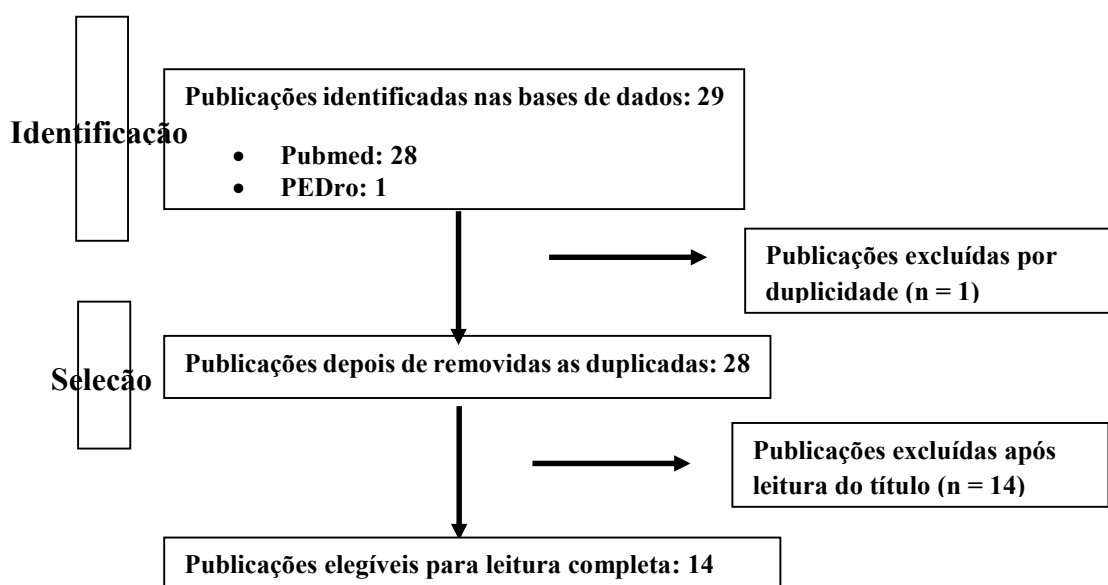 Identificação
Publicações identificadas nas bases de dados: 29
• Pubmed: 28
• PEDro: 1
Publicações excluídas por
duplicidade (n = 1)
Selecão
Publicações depois de removidas as duplicadas: 28
Publicações excluídas após
leitura do título (n = 14)
Publicações elegíveis para leitura completa: 14